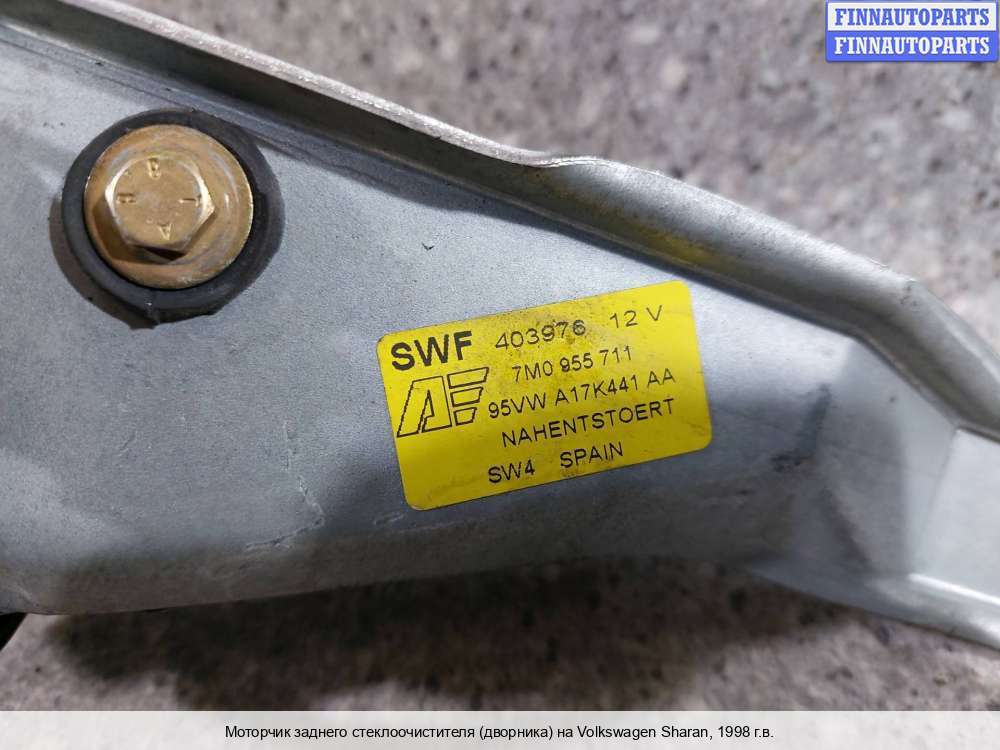 FINNAUTOPARTS
FINNAUTOPARTS
SWF 403976 12 V
7M0 955 711
95VW A17K441 AA
NAHENTSTOERT
SW4 SPAIN
Моторчик заднего стеклоочистителя (дворника) на Volkswagen Sharan, 1998 г.в.